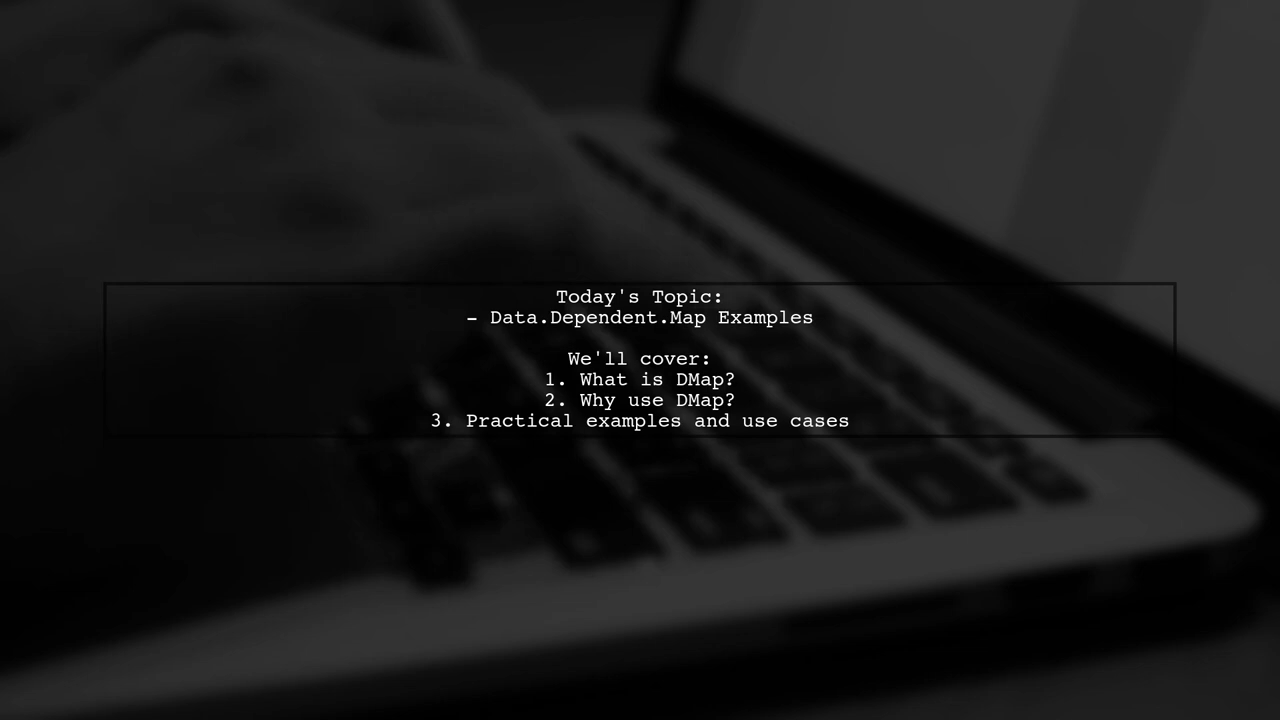 Today's Topic:
- Data.Dependent.Map Examples
We'll cover:
1. What is DMap?
2. Why use DMap?
3. Practical examples and use cases